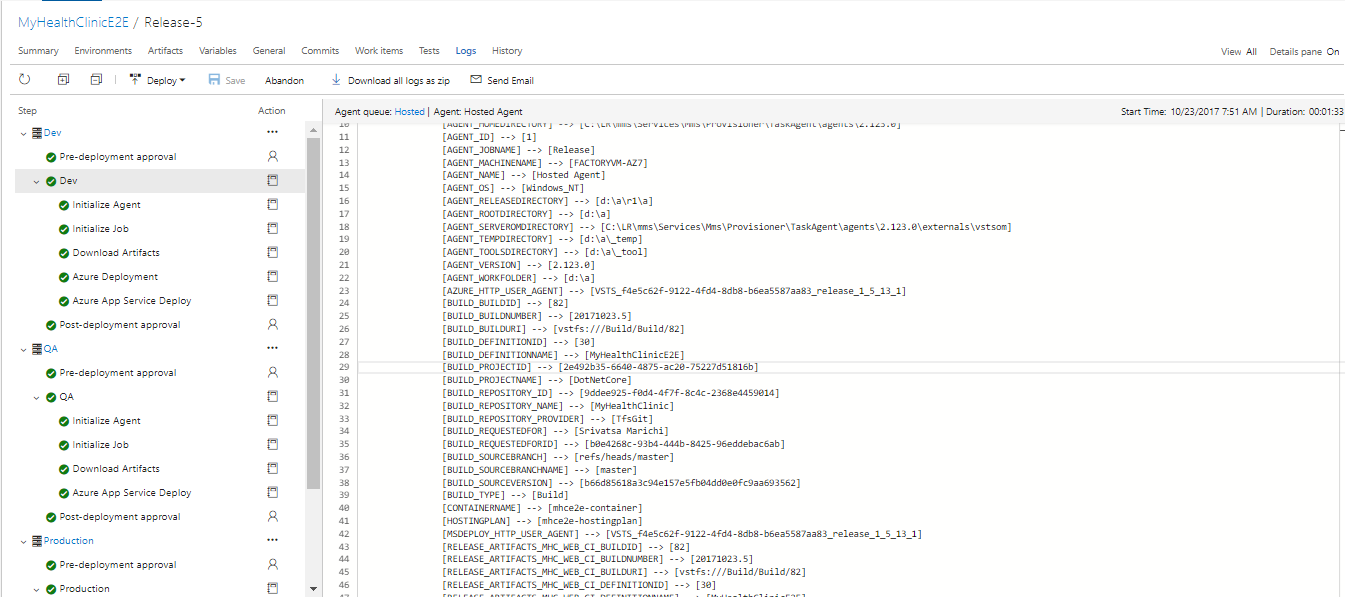 MyHealthClinicE2E / Release-5
Summary Environments Artifacts Variables General Commits Work items Tests Logs History View All Details pane On
Deploy Save Abandon Download all logs as zip Send Email
Step Action
Dev
Pre-deployment approval
Dev
Initialize Agent
Initialize Job
Download Artifacts
Azure Deployment
Azure App Service Deploy
Post-deployment approval
QA
Pre-deployment approval
QA
Initialize Agent
Initialize Job
Download Artifacts
Azure App Service Deploy
Post-deployment approval
Production
Pre-deployment approval
Production
Agent queue: Hosted | Agent: Hosted Agent Start Time: 10/23/2017 7:51 AM | Duration: 00:01:33
10 [AGENT_HOMEDIRECTORY] --> [C:\LR\mms\Services\Mms\Provisioner\TaskAgent\agents\2.123.0]
11 [AGENT_ID] --> [1]
12 [AGENT_JOBNAME] --> [Release]
13 [AGENT_MACHINENAME] --> [FACTORYVM-AZ7]
14 [AGENT_NAME] --> [Hosted Agent]
15 [AGENT_OS] --> [Windows_NT]
16 [AGENT_RELEASEDIRECTORY] --> [d:\a\r1\a]
17 [AGENT_ROOTDIRECTORY] --> [d:\a]
18 [AGENT_SERVEROMDIRECTORY] --> [C:\LR\mms\Services\Mms\Provisioner\TaskAgent\agents\2.123.0\externals\vstsom]
19 [AGENT_TEMPDIRECTORY] --> [d:\a\_temp]
20 [AGENT_TOOLSDIRECTORY] --> [d:\a\_tool]
21 [AGENT_VERSION] --> [2.123.0]
22 [AGENT_WORKFOLDER] --> [d:\a]
23 [AZURE_HTTP_USER_AGENT] --> [VSTS_f4e5c62f-9122-4fd4-8db8-b6ea5587aa83_release_1_5_13_1]
24 [BUILD_BUILDID] --> [82]
25 [BUILD_BUILDNUMBER] --> [20171023.5]
26 [BUILD_BUILDURI] --> [vstfs:///Build/Build/82]
27 [BUILD_DEFINITIONID] --> [30]
28 [BUILD_DEFINITIONNAME] --> [MyHealthClinicE2E]
29 [BUILD_PROJECTID] --> [2e492b35-6640-4875-ac20-75227d51816b]
30 [BUILD_PROJECTNAME] --> [DotNetCore]
31 [BUILD_REPOSITORY_ID] --> [9ddee925-f0d4-4f7f-8c4c-2368e4459014]
32 [BUILD_REPOSITORY_NAME] --> [MyHealthClinic]
33 [BUILD_REPOSITORY_PROVIDER] --> [TfsGit]
34 [BUILD_REQUESTEDFOR] --> [Srivatsa Marichi]
35 [BUILD_REQUESTEDFORID] --> [b0e4268c-93b4-444b-8425-96eddebac6ab]
36 [BUILD_SOURCEBRANCH] --> [refs/heads/master]
37 [BUILD_SOURCEBRANCHNAME] --> [master]
38 [BUILD_SOURCEVERSION] --> [b66d85618a3c94e157e5fb04dd0e0fc9aa693562]
39 [BUILD_TYPE] --> [Build]
40 [CONTAINERNAME] --> [mhce2e-container]
41 [HOSTINGPLAN] --> [mhce2e-hostingplan]
42 [MSDEPLOY_HTTP_USER_AGENT] --> [VSTS_f4e5c62f-9122-4fd4-8db8-b6ea5587aa83_release_1_5_13_1]
43 [RELEASE_ARTIFACTS_MHC_WEB_CI_BUILDID] --> [82]
44 [RELEASE_ARTIFACTS_MHC_WEB_CI_BUILDNUMBER] --> [20171023.5]
45 [RELEASE_ARTIFACTS_MHC_WEB_CI_BUILDURI] --> [vstfs:///Build/Build/82]
46 [RELEASE_ARTIFACTS_MHC_WEB_CI_DEFINITIONID] --> [30]
47 [RELEASE_ARTIFACTS_MHC_WEB_CI_DEFINITIONNAME] --> [MyHealthClinicE2E]